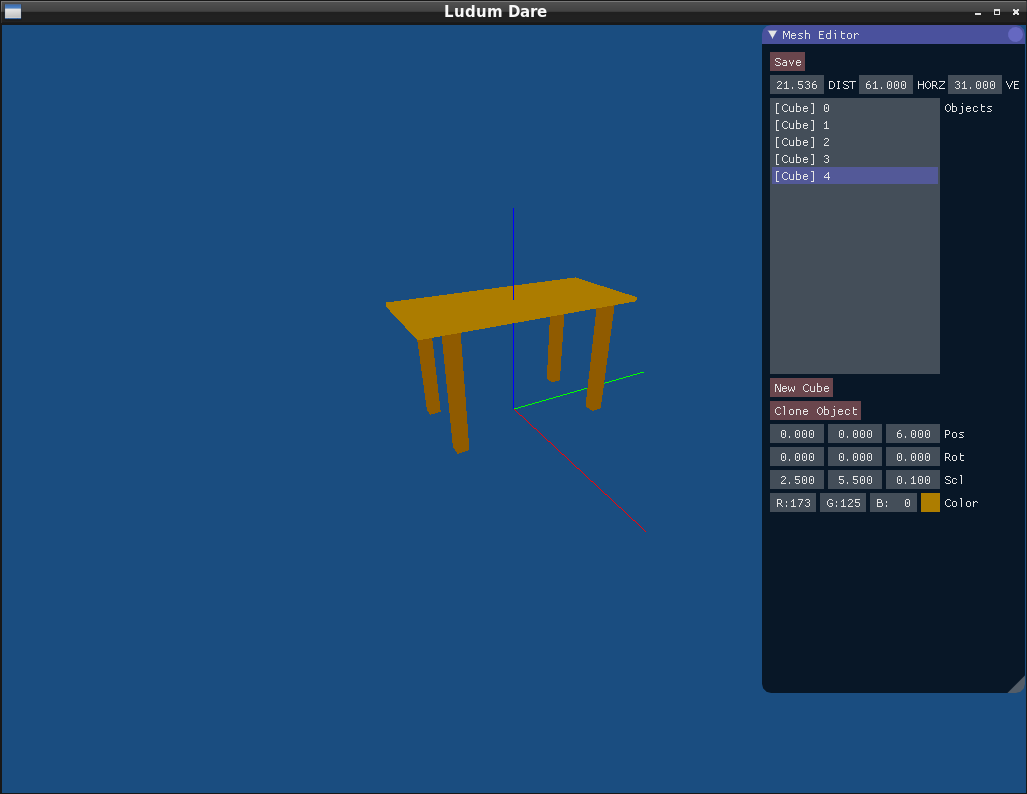 Ludum Dare
Mesh Editor
Save
21.536 DIST 61.000 HORZ 31.000 VE
[Cube] 0 Objects
[Cube] 1
[Cube] 2
[Cube] 3
[Cube] 4
New Cube
Clone Object
0.000 0.000 6.000 Pos
0.000 0.000 0.000 Rot
2.500 5.500 0.100 Scl
R:173 G:125 B: 0 Color